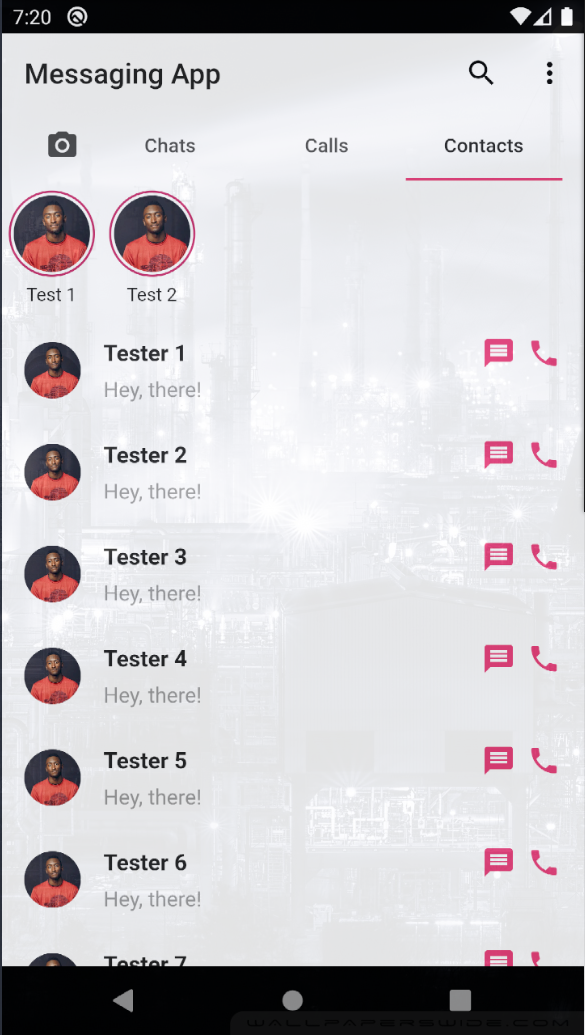 7:20
Messaging App
Chats Calls Contacts
Test 1 Test 2
Tester 1
Hey, there!
Tester 2
Hey, there!
Tester 3
Hey, there!
Tester 4
Hey, there!
Tester 5
Hey, there!
Tester 6
Hey, there!
Tester 7
WALLPAPERSWIDE.COM